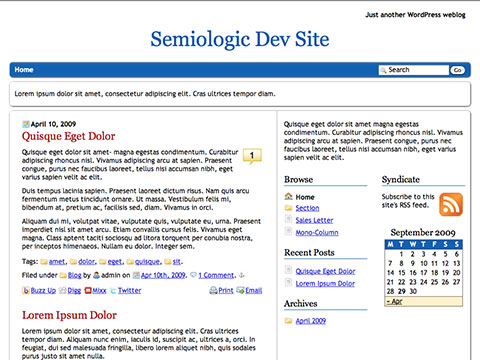 Just another WordPress weblog
Semiologic Dev Site
Home
Search
Go
Lorem ipsum dolor sit amet, consectetur adipiscing elit. Cras ultrices tempor diam.
April 10, 2009
Quisque Eget Dolor
1
Quisque eget dolor sit amet- magna egestas condimentum. Curabitur
adipiscing rhoncus nisl. Vivamus adipiscing arcu at sapien. Praesent
congue, purus nec faucibus laoreet, tellus nisi accumsan nibh, eget
varius sapien velit ac elit.
Duis tempus lacinia sapien. Praesent laoreet dictum risus. Nam quis arcu
fermentum metus tincidunt ornare. Ut massa. Vestibulum felis mi,
bibendum at, pretium ac, facilisis sed, diam. Vivamus in orci.
Aliquam dui mi, volutpat vitae, vulputate quis, vulputate eu, urna. Praesent
imperdiet nisl sit amet arcu. Etiam convallis cursus felis. Vivamus eget
magna. Class aptent taciti sociosqu ad litora torquent per conubia nostra,
per inceptos himenaeos. Nullam eu dolor. Integer sem.
Tags: amet, dolor, eget, quisque, sit.
Filed under Blog by admin on Apr 10th, 2009. 1 Comment.
Buzz Up Digg Mixx Twitter Print Email
Lorem Ipsum Dolor
Lorem ipsum dolor sit amet, consectetur adipiscing elit. Cras ultrices
tempor diam. Aliquam nunc enim, iaculis id, suscipit ac, ultrices a, orci. In
feugiat, dui sed malesuada fringilla, libero lorem aliquet nibh, quis sodales
justo massa sit amet nulla.
Quisque eget dolor sit amet magna egestas
condimentum. Curabitur adipiscing rhoncus nisl.
Vivamus adipiscing arcu at sapien. Praesent congue,
purus nec faucibus laoreet, tellus nisi accumsan nibh,
eget varius sapien velit ac elit.
Browse
Home
Section
Sales Letter
Mono-Column
Recent Posts
Quisque Eget Dolor
Lorem Ipsum Dolor
Archives
April 2009
Syndicate
Subscribe to this
site's RSS feed.
September 2009
M T W T F S S
1 2 3 4 5 6
7 8 9 10 11 12 13
14 15 16 17 18 19 20
21 22 23 24 25 26 27
28 29 30
« Apr